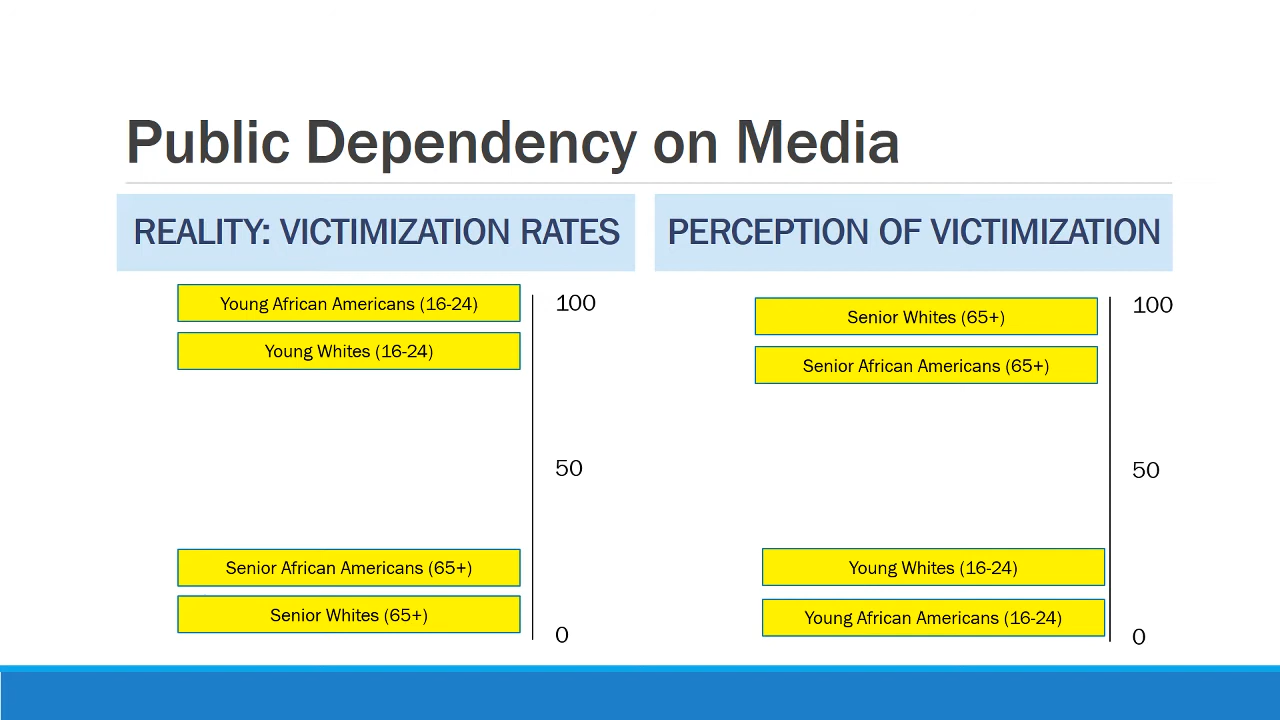 Public Dependency on Media
REALITY: VICTIMIZATION RATES
Young African Americans (16-24)
100
Young Whites (16-24)
50
Senior African Americans (65+)
Senior Whites (65+)
0
PERCEPTION OF VICTIMIZATION
Senior Whites (65+)
100
Senior African Americans (65+)
50
Young Whites (16-24)
Young African Americans (16-24)
0